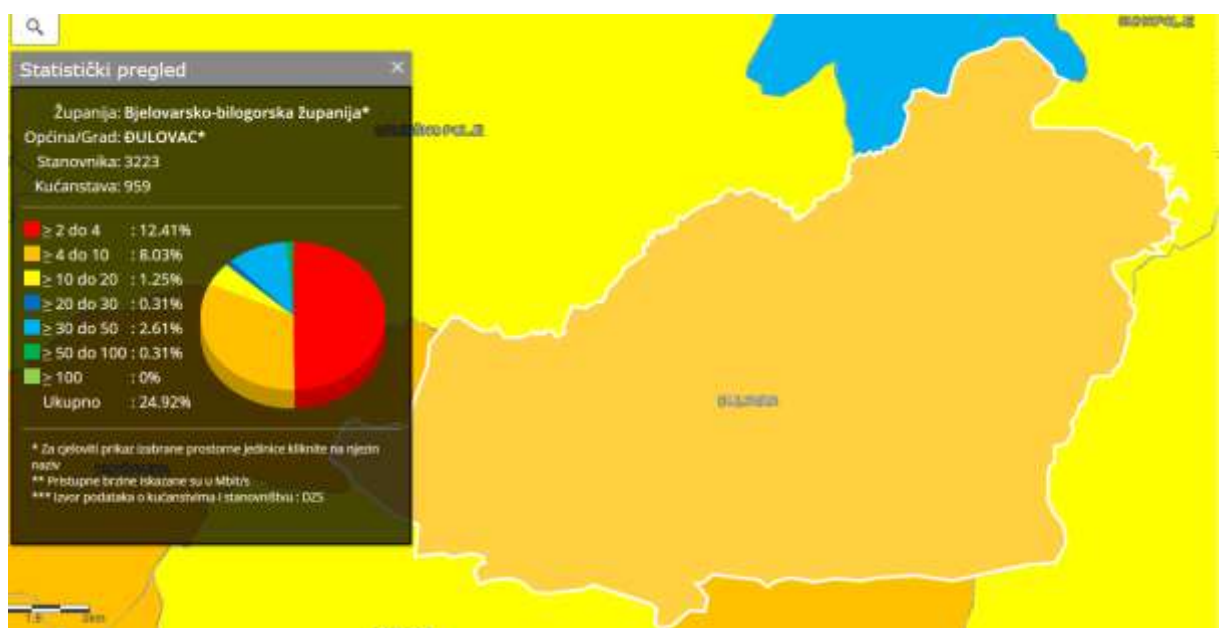 Statistički pregled ×
Županija: Bjelovarsko-bilogorska županija*
Općina/Grad: ĐULOVAC*
Stanovnika: 3223
Kućanstava: 959
≥ 2 do 4 : 12.41%
≥ 4 do 10 : 8.03%
≥ 10 do 20 : 1.25%
≥ 20 do 30 : 0.31%
≥ 30 do 50 : 2.61%
≥ 50 do 100 : 0.31%
≥ 100 : 0%
Ukupno : 24.92%
* Za cjeloviti prikaz izabrane prostorne jedinice kliknite na njezin
naziv
** Pristupne brzine iskazane su u Mbit/s
*** Izvor podataka o kućanstvima i stanovništvu : DZS
ĐULOVAC